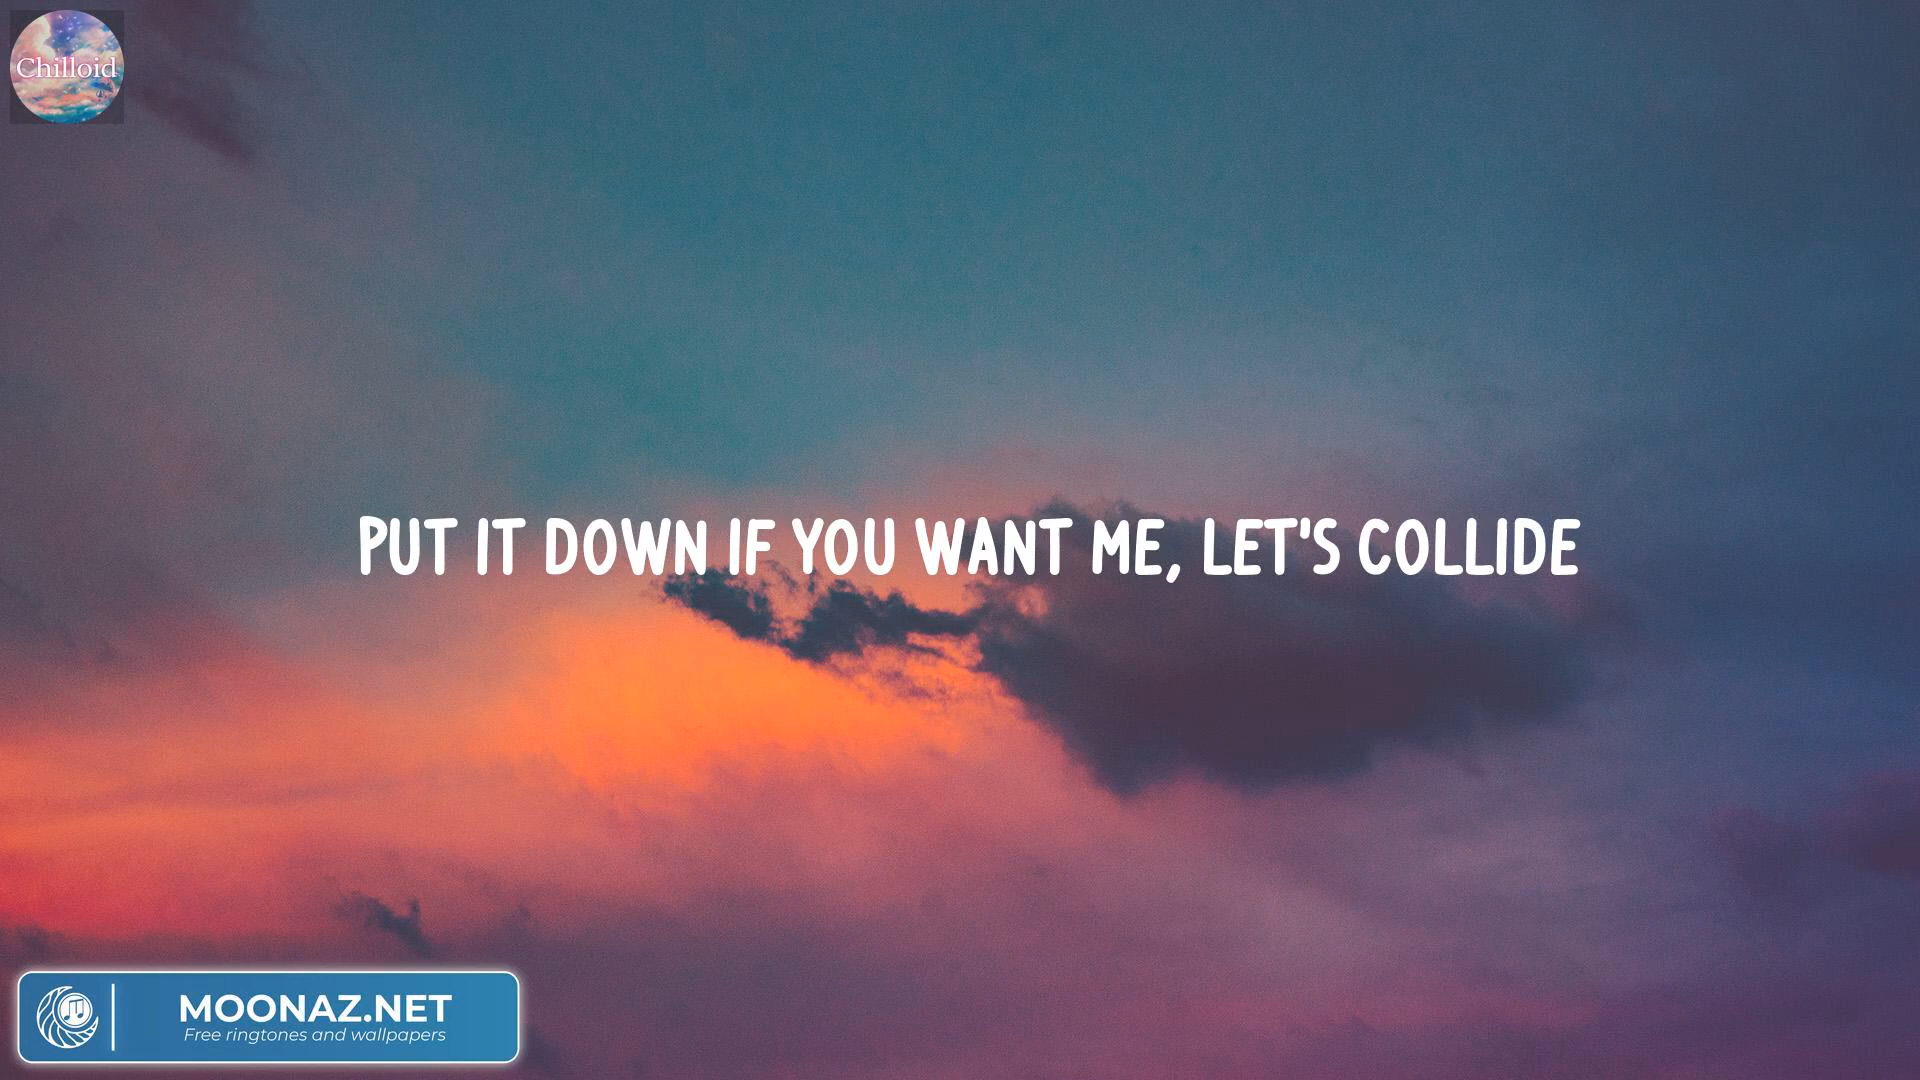 Chilloid
PUT IT DOWN IF YOU WANT ME, LET'S COLLIDE
MOONAZ.NET
Free ringtones and wallpapers